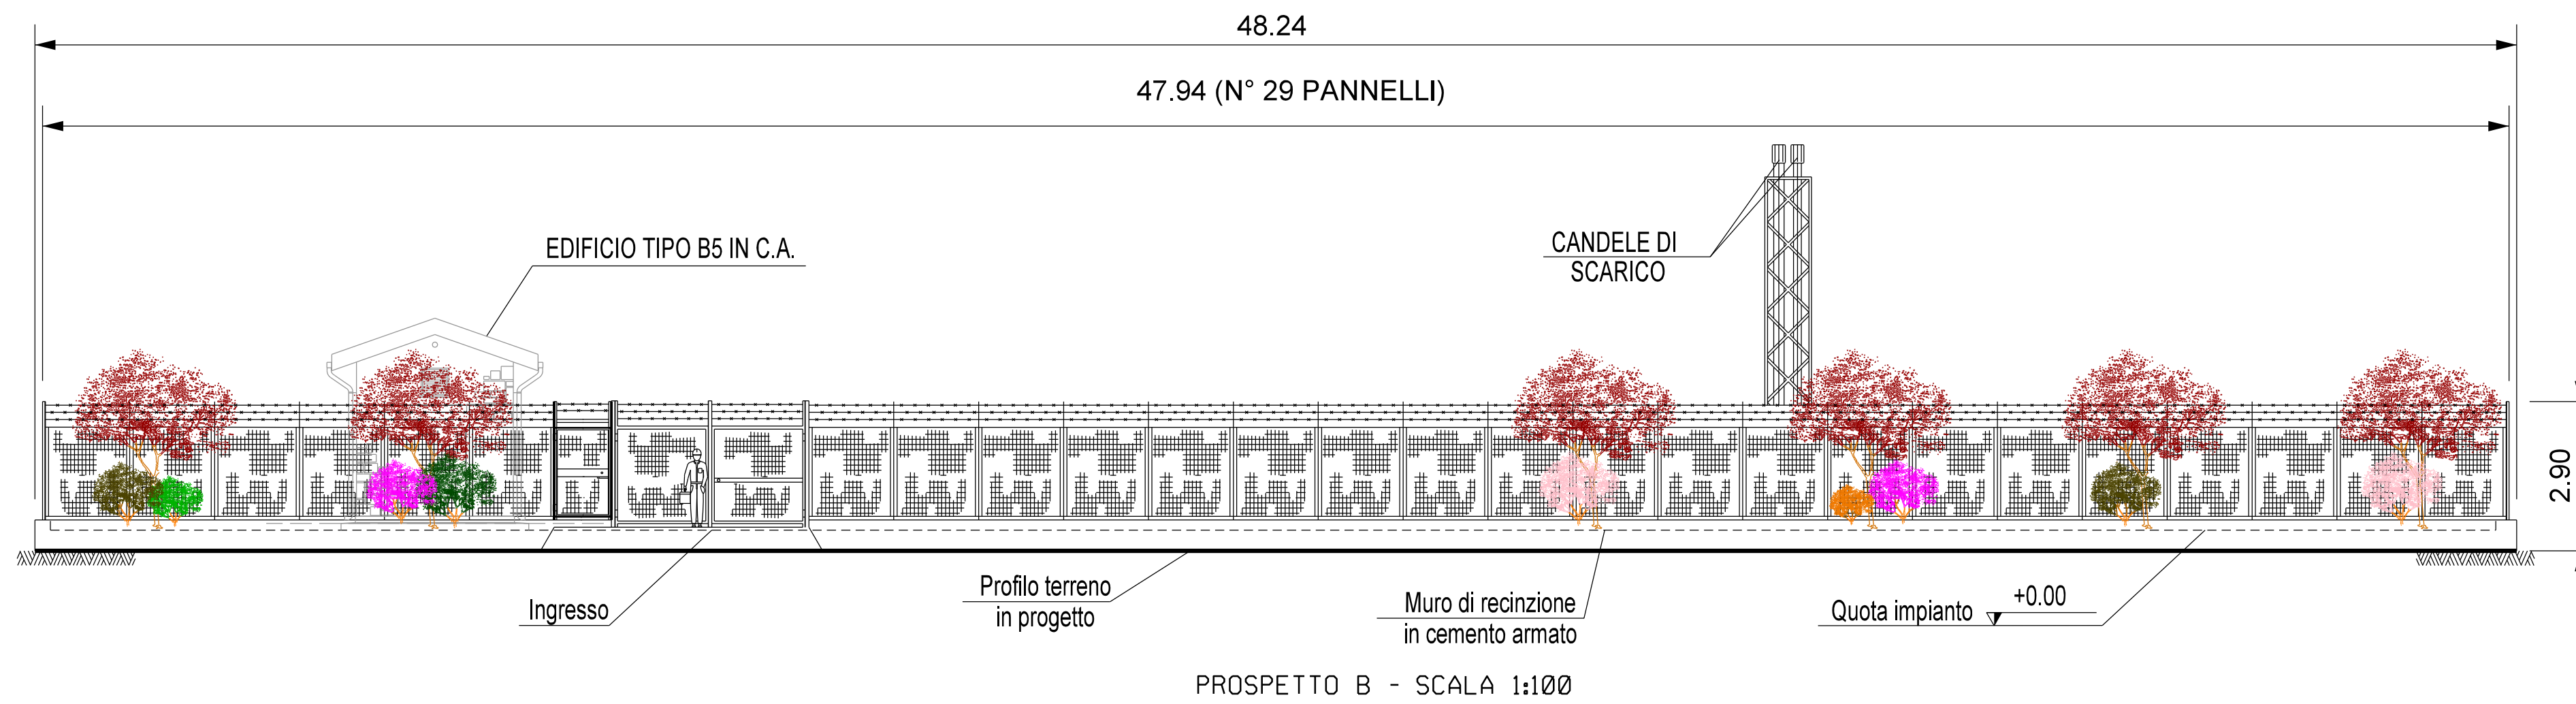 48.24
47.94 (N° 29 PANNELLI)
EDIFICIO TIPO B5 IN C.A.
CANDELE DI
SCARICO
2.90
Ingresso
Profilo terreno
in progetto
Muro di recinzione
in cemento armato
Quota impianto
+0.00
PROSPETTO B - SCALA 1:100